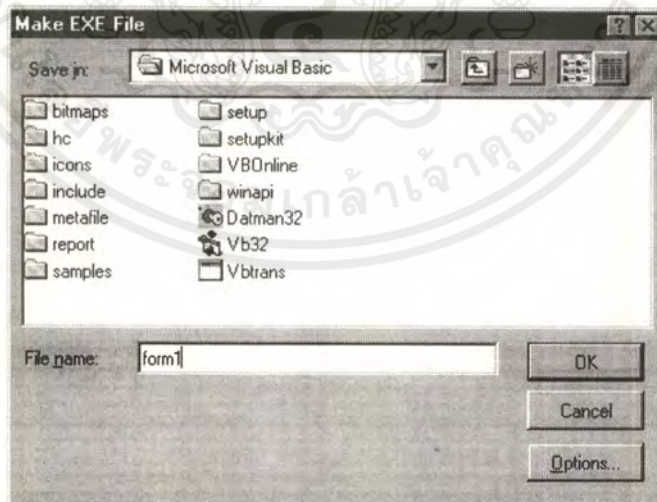 Make EXE File
Save in: Microsoft Visual Basic
bitmaps
hc
icons
include
metafile
report
samples
setup
setupkit
VBOnline
winapi
Datman32
Vb32
Vbtrans
File name: form1
OK
Cancel
Options...